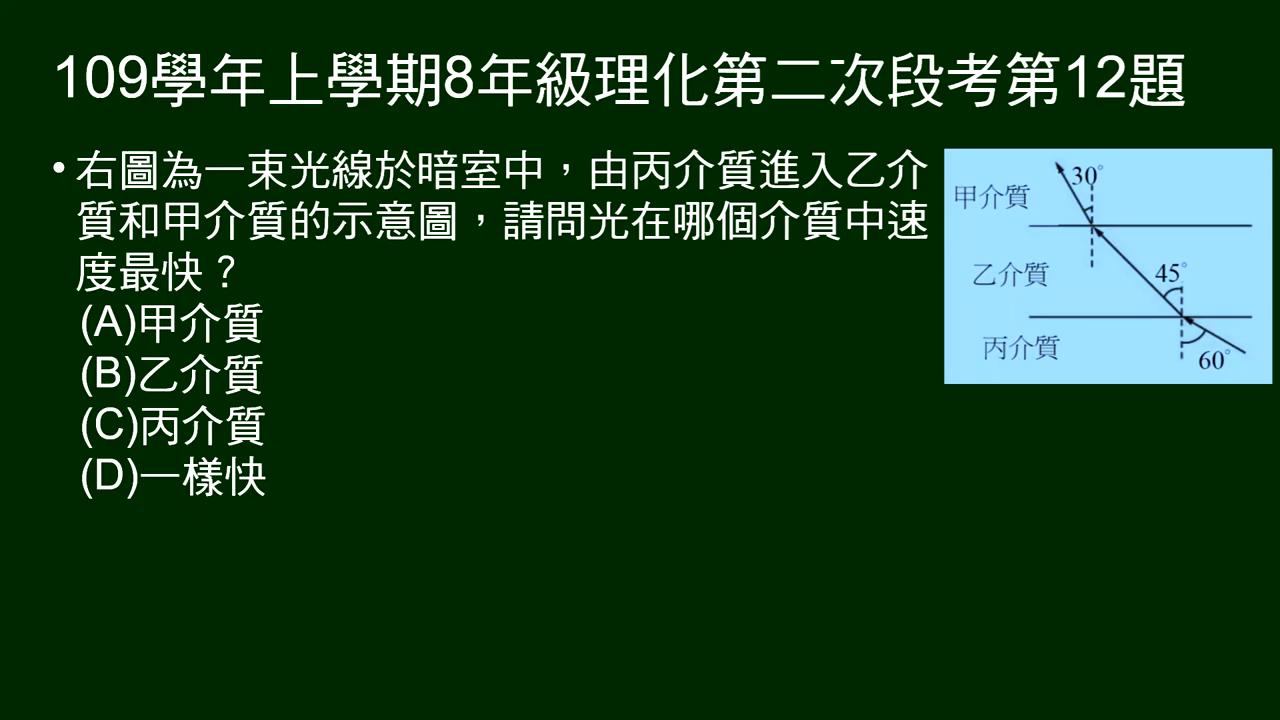 109學年上學期8年級理化第二次段考第12題
• 右圖為一束光線於暗室中，由丙介質進入乙介
質和甲介質的示意圖，請問光在哪個介質中速
度最快？
(A)甲介質
(B)乙介質
(C)丙介質
(D)一樣快
30°
甲介質
45°
乙介質
丙介質
60°